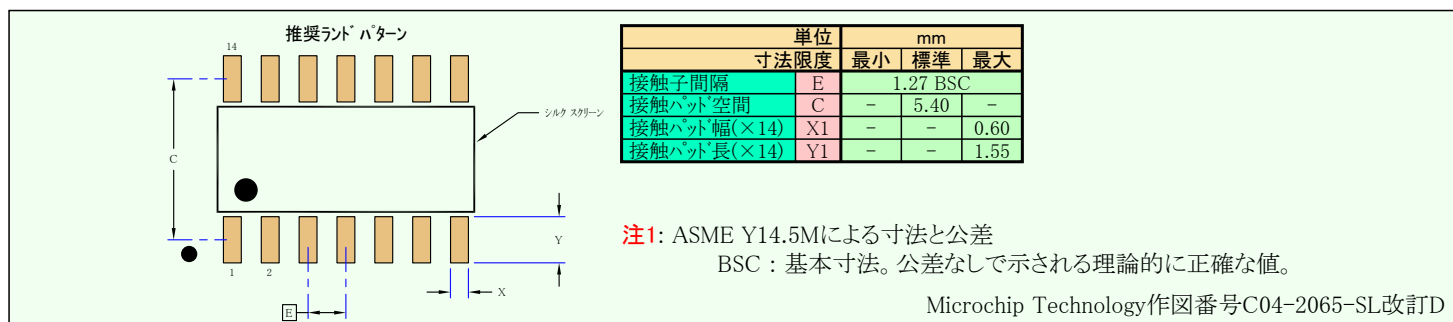 推奨ランド パターン
14
シルク スクリーン
C
1
2
Y
X
E
単位 mm
寸法限度 最小 標準 最大
接触子間隔 E 1.27 BSC
接触パッド空間 C - 5.40 -
接触パッド幅(×14) X1 - - 0.60
接触パッド長(×14) Y1 - - 1.55
注1: ASME Y14.5Mによる寸法と公差
BSC : 基本寸法。公差なしで示される理論的に正確な値。
Microchip Technology作図番号C04-2065-SL改訂D